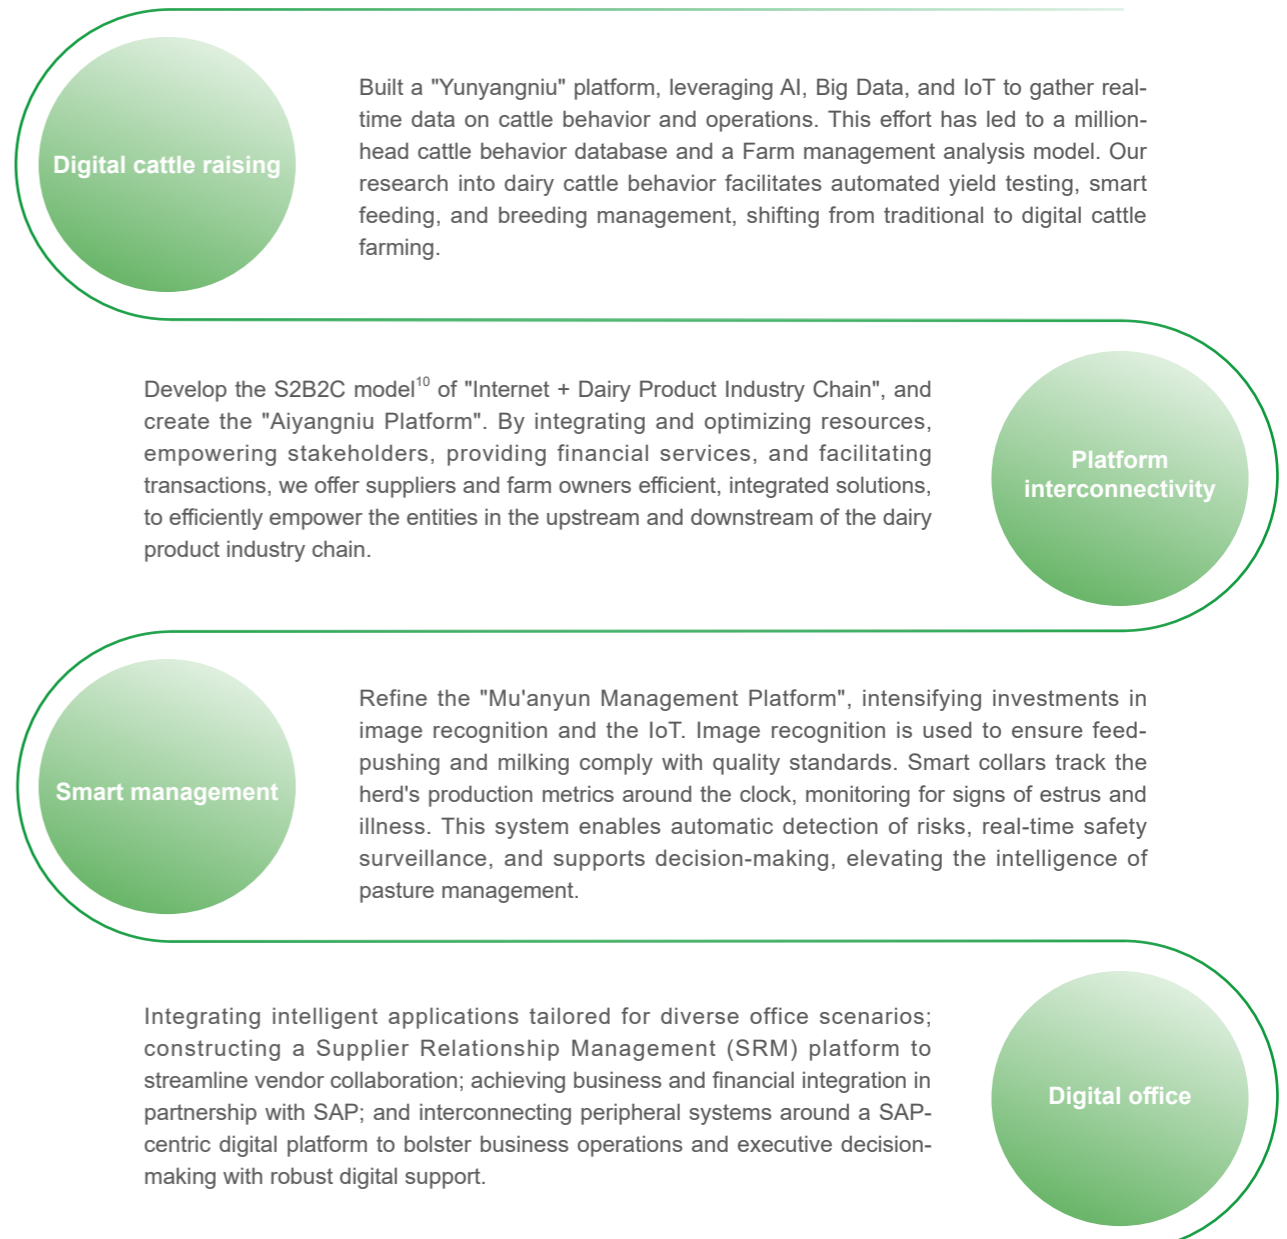 Digital cattle raising
Built a "Yunyangniu" platform, leveraging AI, Big Data, and IoT to gather real-
time data on cattle behavior and operations. This effort has led to a million-
head cattle behavior database and a Farm management analysis model. Our
research into dairy cattle behavior facilitates automated yield testing, smart
feeding, and breeding management, shifting from traditional to digital cattle
farming.
Develop the S2B2C model10 of "Internet + Dairy Product Industry Chain", and
create the "Aiyangniu Platform". By integrating and optimizing resources,
empowering stakeholders, providing financial services, and facilitating
transactions, we offer suppliers and farm owners efficient, integrated solutions,
to efficiently empower the entities in the upstream and downstream of the dairy
product industry chain.
Platform
interconnectivity
Smart management
Refine the "Mu'anyun Management Platform", intensifying investments in
image recognition and the IoT. Image recognition is used to ensure feed-
pushing and milking comply with quality standards. Smart collars track the
herd's production metrics around the clock, monitoring for signs of estrus and
illness. This system enables automatic detection of risks, real-time safety
surveillance, and supports decision-making, elevating the intelligence of
pasture management.
Integrating intelligent applications tailored for diverse office scenarios;
constructing a Supplier Relationship Management (SRM) platform to
streamline vendor collaboration; achieving business and financial integration in
partnership with SAP; and interconnecting peripheral systems around a SAP-
centric digital platform to bolster business operations and executive decision-
making with robust digital support.
Digital office